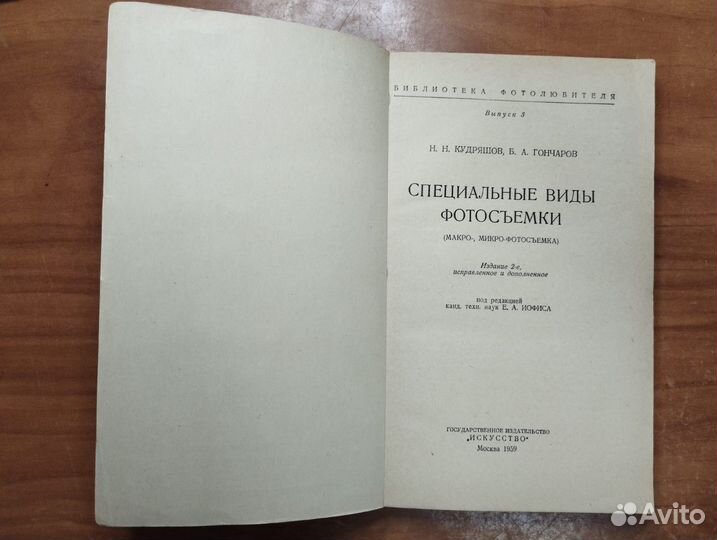 БИБЛИОТЕКА ФОТОЛЮБИТЕЛЯ
Выпуск 3
Н. Н. КУДРЯШОВ, Б. А. ГОНЧАРОВ
СПЕЦИАЛЬНЫЕ ВИДЫ
ФОТОСЪЕМКИ
(МАКРО-, МИКРО-ФОТОСЪЕМКА)
Издание 2-е,
исправленное и дополненное
под редакцией
канд. техн. наук Е. А. ИОФИСА
ГОСУДАРСТВЕННОЕ ИЗДАТЕЛЬСТВО
„ИСКУССТВО“
Москва 1959
Avito